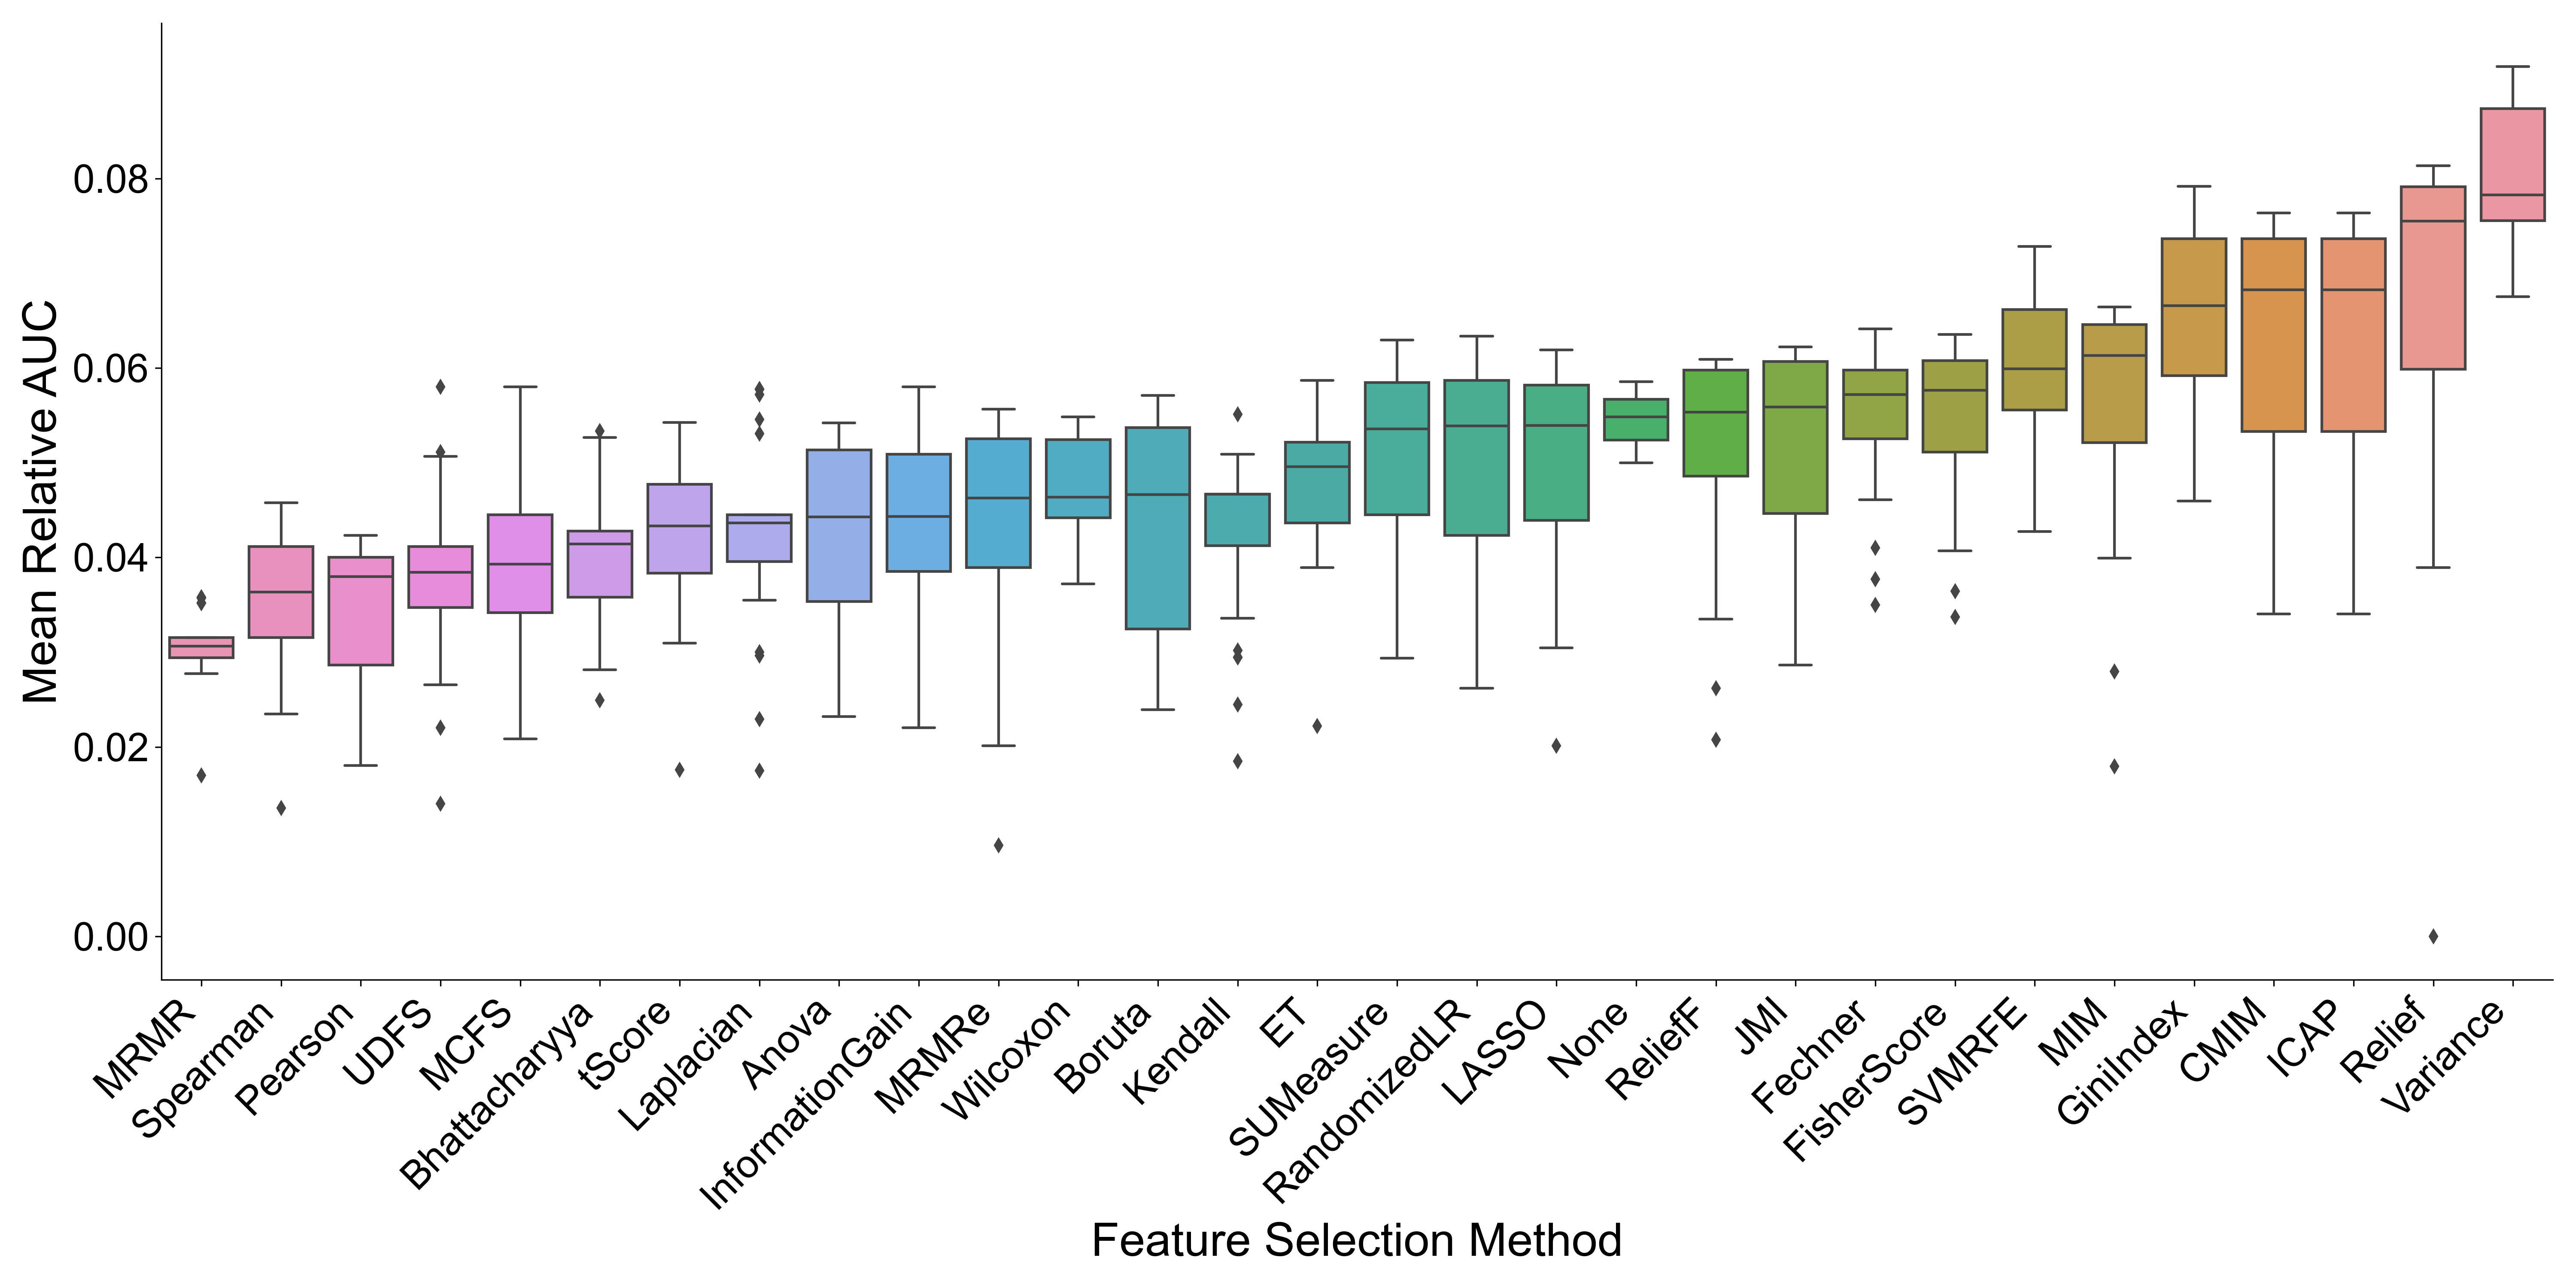 Mean Relative AUC
0.08
0.06
0.04
0.02
0.00
MRMR
Spearman
Pearson
UDFS
MCFS
Bhattacharyya
tScore
Laplacian
Anova
InformationGain
MRMRe
Wilcoxon
Boruta
Kendall
ET
SUMeasure
RandomizedLR
LASSO
None
ReliefF
JMI
Fechner
FisherScore
SVMRFE
MIM
GiniIndex
CMIM
ICAP
Relief
Variance
Feature Selection Method